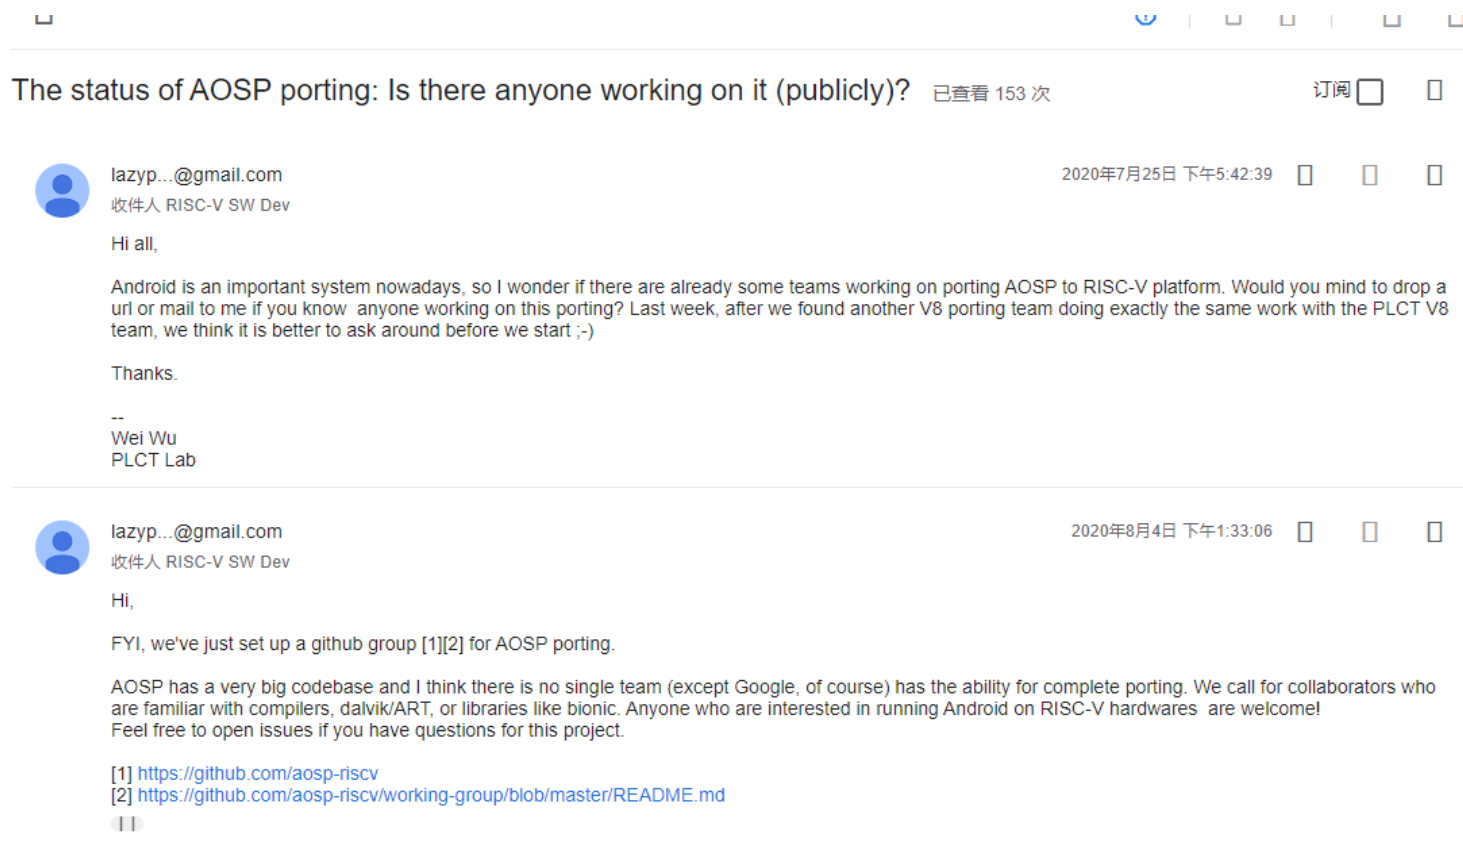 The status of AOSP porting: Is there anyone working on it (publicly)? 已查看 153 次 订阅
lazyp...@gmail.com 2020年7月25日 下午5:42:39
收件人 RISC-V SW Dev
Hi all,
Android is an important system nowadays, so I wonder if there are already some teams working on porting AOSP to RISC-V platform. Would you mind to drop a
url or mail to me if you know  anyone working on this porting? Last week, after we found another V8 porting team doing exactly the same work with the PLCT V8
team, we think it is better to ask around before we start ;-)
Thanks.
--
Wei Wu
PLCT Lab
lazyp...@gmail.com 2020年8月4日 下午1:33:06
收件人 RISC-V SW Dev
Hi,
FYI, we've just set up a github group [1][2] for AOSP porting.
AOSP has a very big codebase and I think there is no single team (except Google, of course) has the ability for complete porting. We call for collaborators who
are familiar with compilers, dalvik/ART, or libraries like bionic. Anyone who are interested in running Android on RISC-V hardwares  are welcome!
Feel free to open issues if you have questions for this project.
[1] https://github.com/aosp-riscv
[2] https://github.com/aosp-riscv/working-group/blob/master/README.md